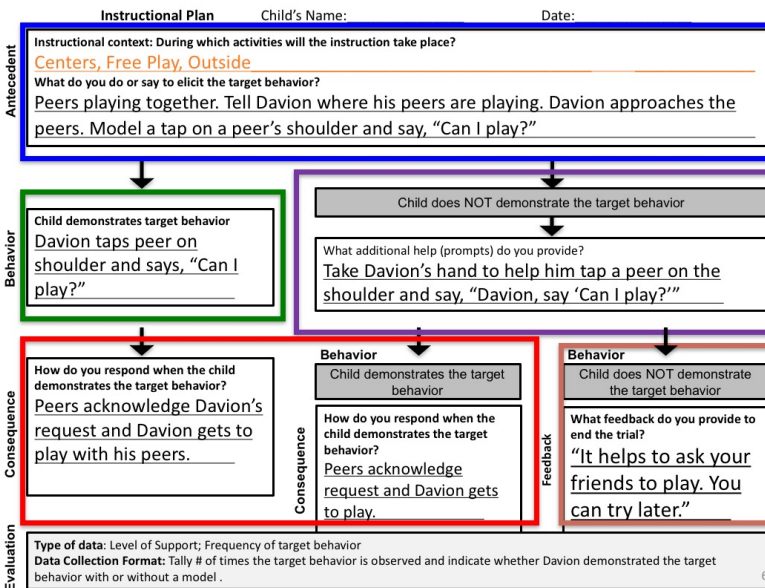 Instructional Plan Child's Name: Date:
Antecedent
Instructional context: During which activities will the instruction take place?
Centers, Free Play, Outside
What do you do or say to elicit the target behavior?
Peers playing together. Tell Davion where his peers are playing. Davion approaches the
peers. Model a tap on a peer's shoulder and say, “Can I play?”
Behavior
Child demonstrates target behavior
Davion taps peer on
shoulder and says, “Can I
play?”
Child does NOT demonstrate the target behavior
What additional help (prompts) do you provide?
Take Davion's hand to help him tap a peer on the
shoulder and say, “Davion, say ‘Can I play?’”
Consequence
How do you respond when the child
demonstrates the target behavior?
Peers acknowledge Davion's
request and Davion gets to
play with his peers.
Behavior
Child demonstrates the target
behavior
Consequence
How do you respond when the
child demonstrates the target
behavior?
Peers acknowledge
request and Davion gets
to play.
Behavior
Child does NOT demonstrate
the target behavior
Feedback
What feedback do you provide to
end the trial?
“It helps to ask your
friends to play. You
can try later.”
Evaluation
Type of data: Level of Support; Frequency of target behavior
Data Collection Format: Tally # of times the target behavior is observed and indicate whether Davion demonstrated the target
behavior with or without a model .